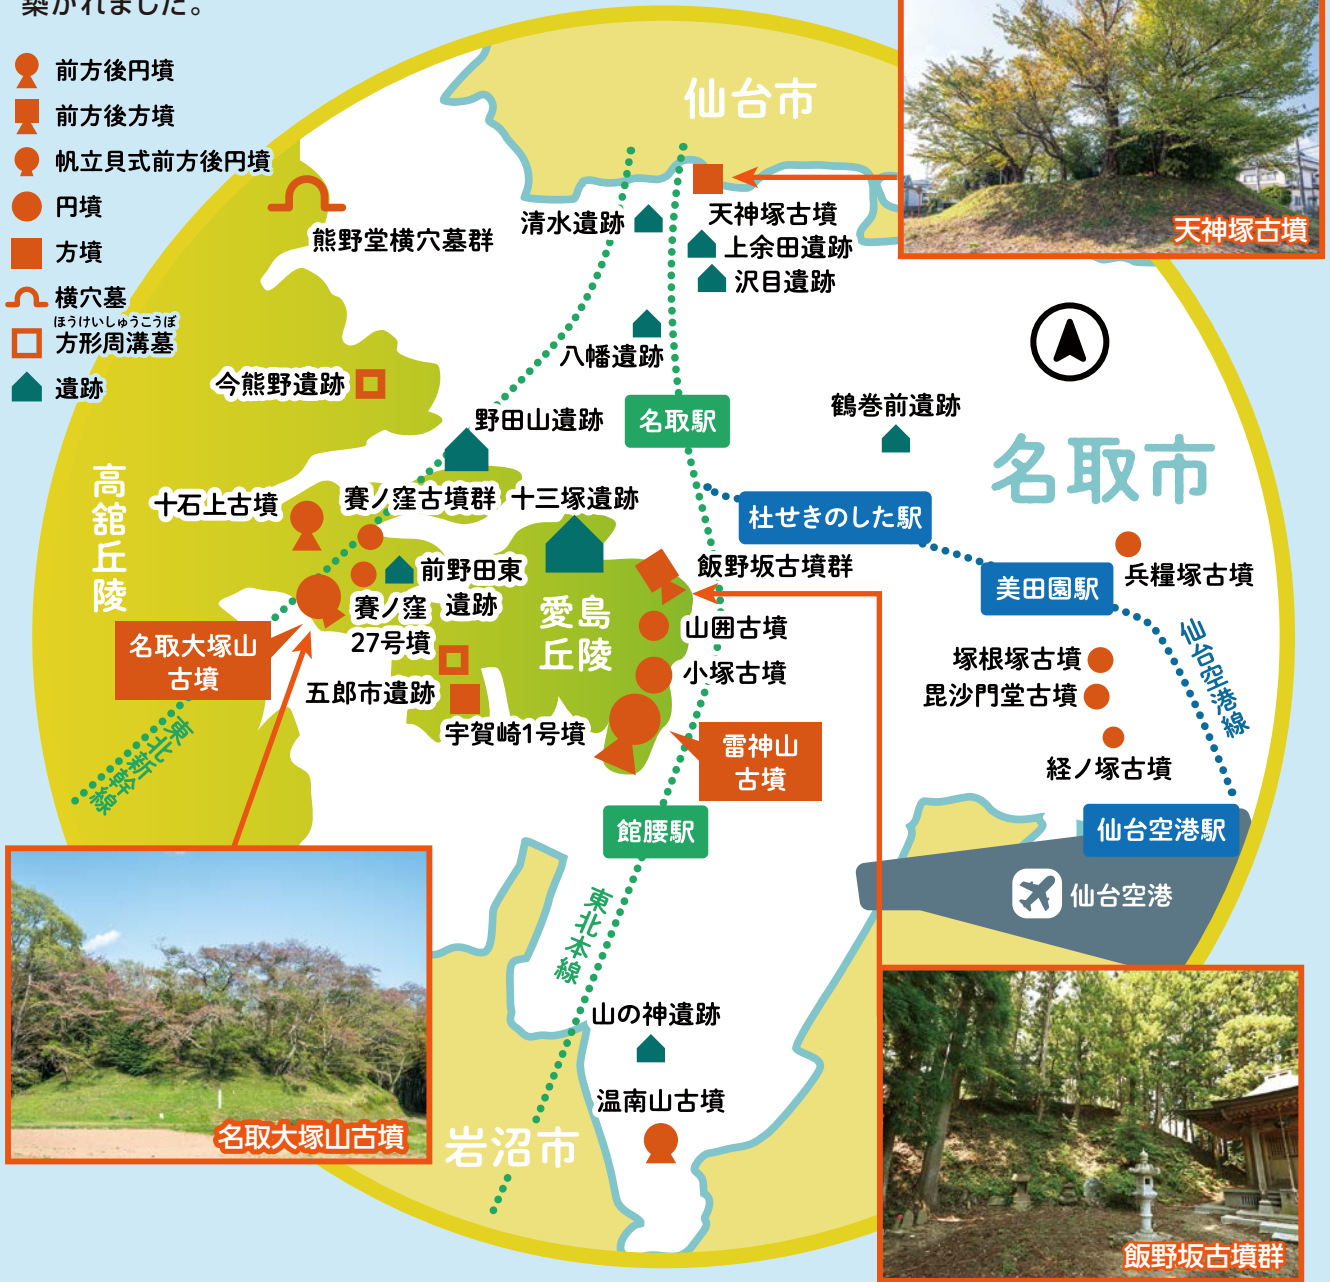 築かれました。
前方後円墳
前方後方墳
帆立貝式前方後円墳
円墳
方墳
横穴墓
ほうけいしゅうこうぼ
方形周溝墓
遺跡
仙台市
天神塚古墳
熊野堂横穴墓群
清水遺跡
天神塚古墳
上余田遺跡
沢目遺跡
八幡遺跡
今熊野遺跡
野田山遺跡
名取駅
鶴巻前遺跡
名取市
高舘丘陵
十石上古墳
賽ノ窪古墳群
十三塚遺跡
杜せきのした駅
前野田東
遺跡
飯野坂古墳群
美田園駅
兵糧塚古墳
賽ノ窪
27号墳
愛島
丘陵
山囲古墳
名取大塚山
古墳
小塚古墳
塚根塚古墳
仙台空港線
五郎市遺跡
毘沙門堂古墳
宇賀崎1号墳
雷神山
古墳
経ノ塚古墳
東北新幹線
館腰駅
仙台空港駅
仙台空港
東北本線
山の神遺跡
温南山古墳
岩沼市
名取大塚山古墳
飯野坂古墳群